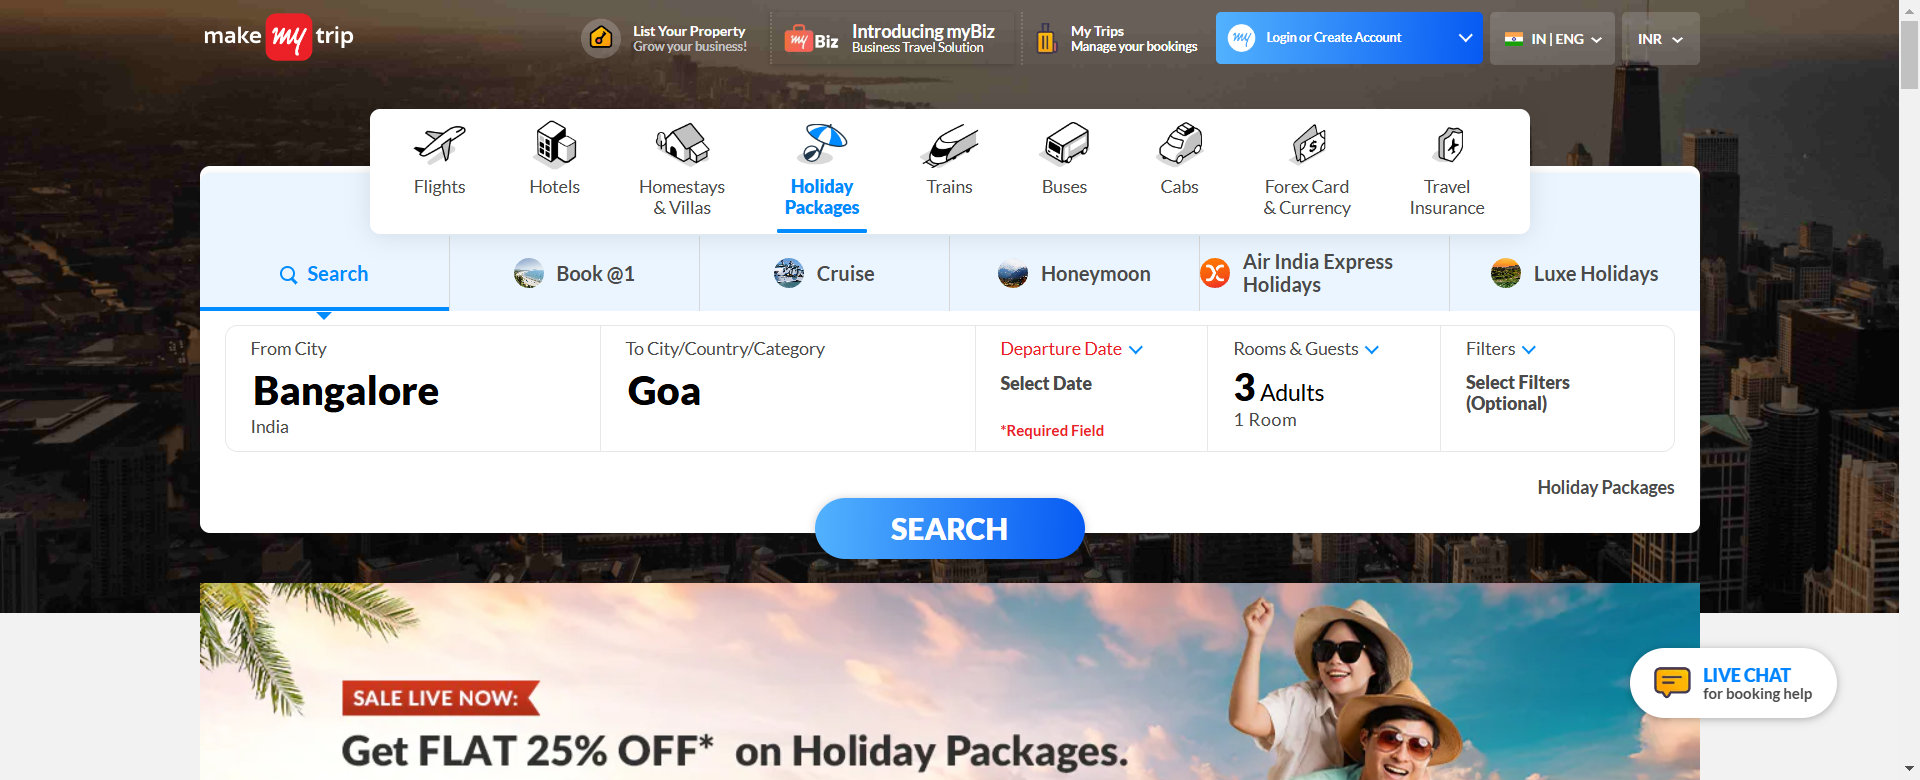 make my trip
List Your Property
Grow your business!
my Biz
Introducing myBiz
Business Travel Solution
My Trips
Manage your bookings
my
Login or Create Account
IN | ENG
INR
Flights
Hotels
Homestays
& Villas
Holiday
Packages
Trains
Buses
Cabs
Forex Card
& Currency
Travel
Insurance
Search
Book @1
Cruise
Honeymoon
Air India Express
Holidays
Luxe Holidays
From City
Bangalore
India
To City/Country/Category
Goa
Departure Date
Select Date
*Required Field
Rooms & Guests
3 Adults
1 Room
Filters
Select Filters
(Optional)
Holiday Packages
SEARCH
SALE LIVE NOW:
Get FLAT 25% OFF* on Holiday Packages.
LIVE CHAT
for booking help